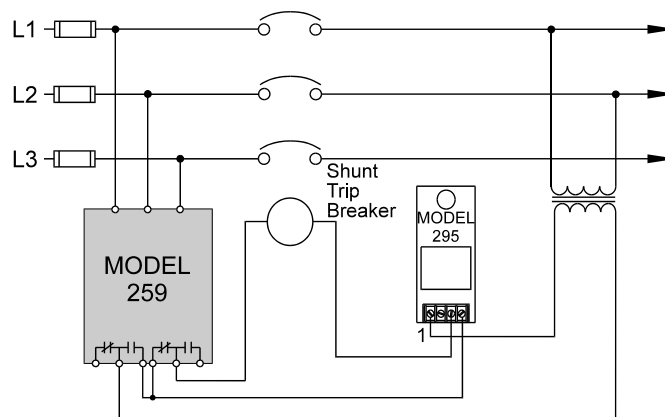 L1
L2
L3
Shunt
Trip
Breaker
MODEL
259
MODEL
295
1